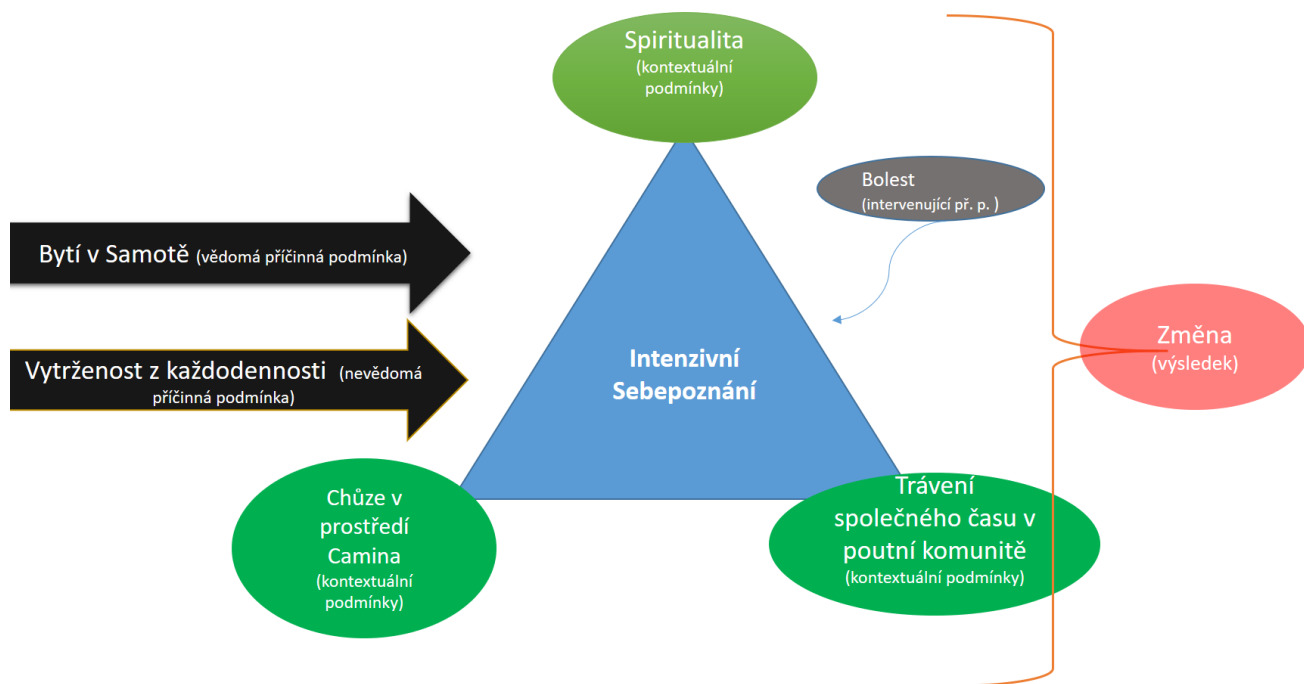 Spiritualita
(kontextuální
podmínky)
Bolest
(intervenující př. p. )
Bytí v Samotě (vědomá příčinná podmínka)
Vytrženost z každodennosti (nevědomá
příčinná podmínka)
Intenzivní
Sebepoznání
Změna
(výsledek)
Chůze v
prostředí
Camina
(kontextuální
podmínky)
Trávení
společného času v
poutní komunitě
(kontextuální podmínky)